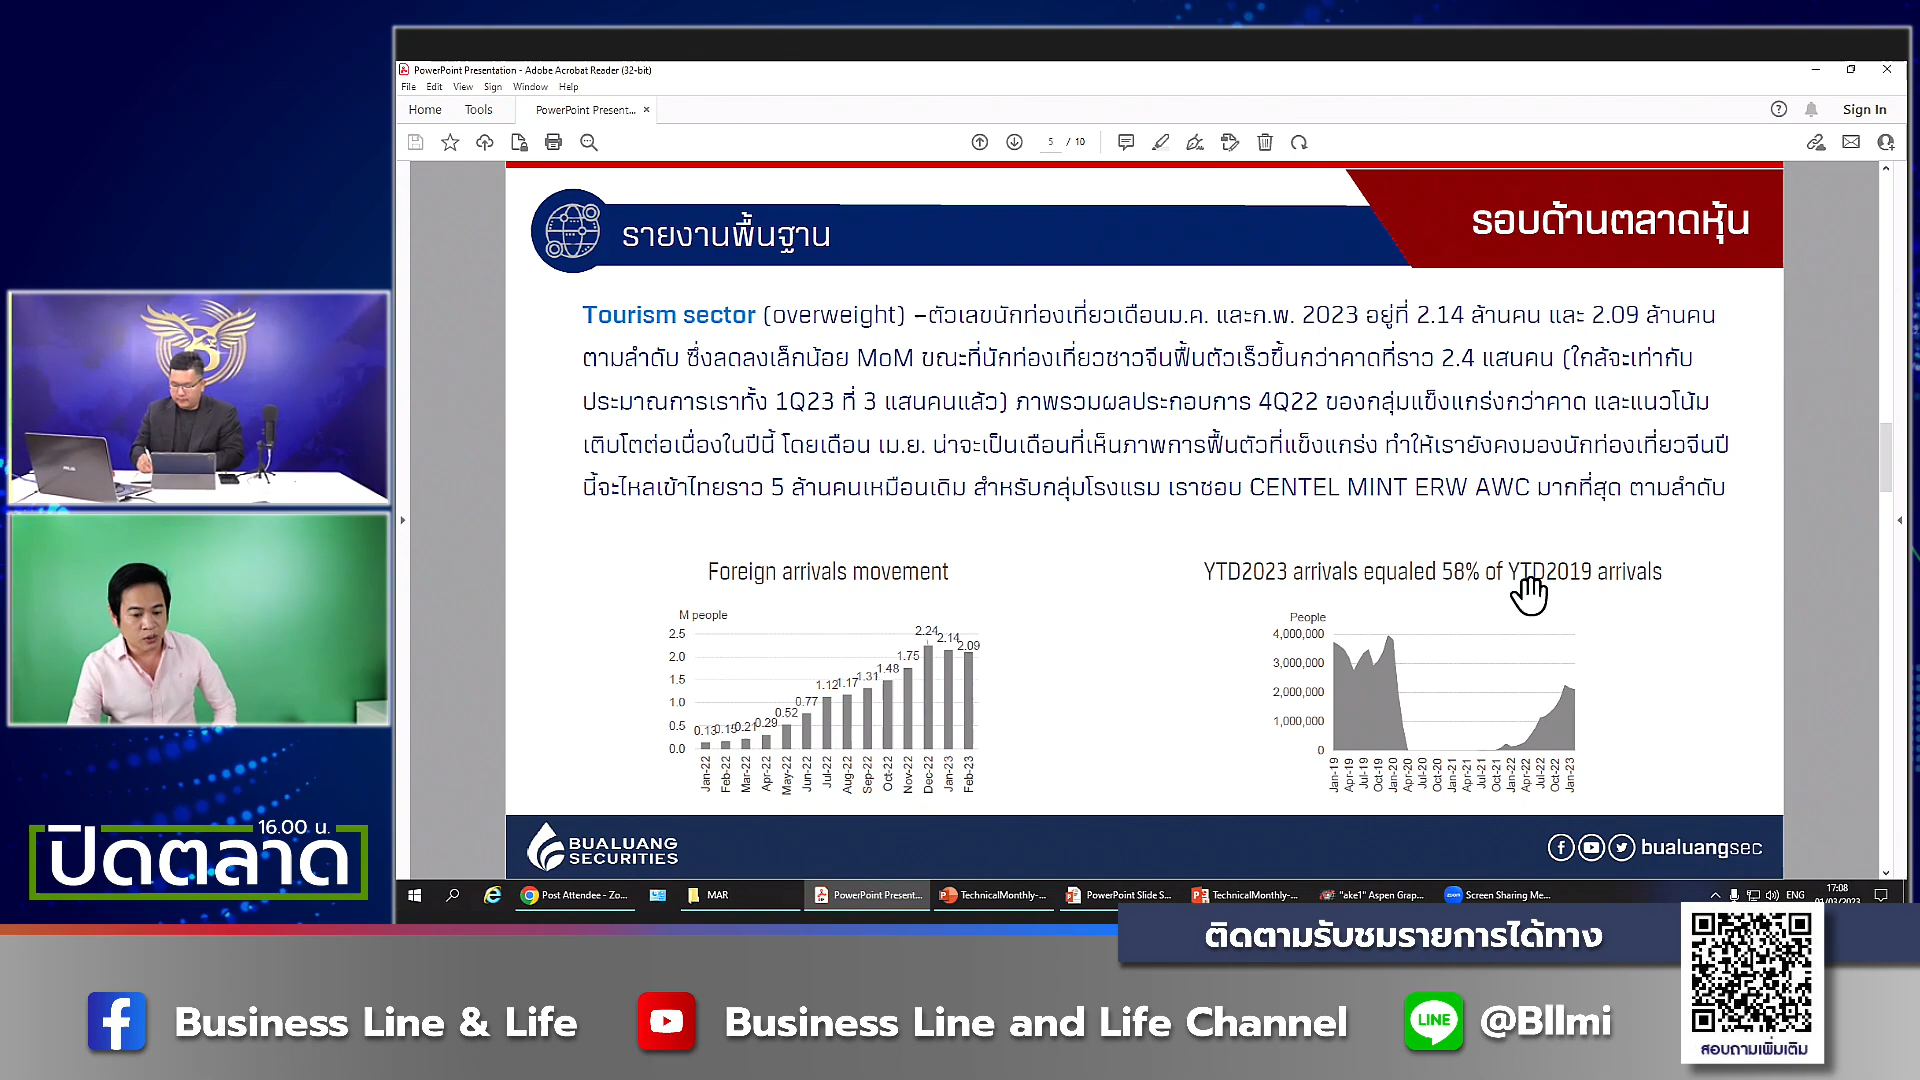 PowerPoint Presentation - Adobe Acrobat Reader (32-bit)
File Edit View Sign Window Help
Home Tools PowerPoint Present... Sign In
5 / 10
รายงานพื้นฐาน
รอบด้านตลาดหุ้น
Tourism sector (overweight) –ตัวเลขนักท่องเที่ยวเดือนม.ค. และก.พ. 2023 อยู่ที่ 2.14 ล้านคน และ 2.09 ล้านคน
ตามลำดับ ซึ่งลดลงเล็กน้อย MoM ขณะที่นักท่องเที่ยวชาวจีนฟื้นตัวเร็วขึ้นกว่าคาดที่ราว 2.4 แสนคน (ใกล้จะเท่ากับ
ประมาณการเราทั้ง 1Q23 ที่ 3 แสนคนแล้ว) ภาพรวมผลประกอบการ 4Q22 ของกลุ่มแข็งแกร่งกว่าคาด และแนวโน้ม
เติบโตต่อเนื่องในปีนี้ โดยเดือน เม.ย. น่าจะเป็นเดือนที่เห็นภาพการฟื้นตัวที่แข็งแกร่ง ทำให้เรายังคงมองนักท่องเที่ยวจีนปี
นี้จะไหลเข้าไทยราว 5 ล้านคนเหมือนเดิม สำหรับกลุ่มโรงแรม เราชอบ CENTEL MINT ERW AWC มากที่สุด ตามลำดับ
Foreign arrivals movement
M people
2.5
2.0
1.5
1.0
0.5
0.0
0.13 0.15 0.21 0.29 0.52 0.77 1.12 1.17 1.31 1.48 1.75 2.24 2.14 2.09
Jan-22 Feb-22 Mar-22 Apr-22 May-22 Jun-22 Jul-22 Aug-22 Sep-22 Oct-22 Nov-22 Dec-22 Jan-23 Feb-23
YTD2023 arrivals equaled 58% of YTD2019 arrivals
People
4,000,000
3,000,000
2,000,000
1,000,000
0
Jan-19 Apr-19 Jul-19 Oct-19 Jan-20 Apr-20 Jul-20 Oct-20 Jan-21 Apr-21 Jul-21 Oct-21 Jan-22 Apr-22 Jul-22 Oct-22 Jan-23
BUALUANG
SECURITIES
bualuangsec
Post Attendee - Zo... MAR PowerPoint Present... TechnicalMonthly-... PowerPoint Slide S... TechnicalMonthly-... "ake1" Aspen Grap... Screen Sharing Me... ENG 17:08
01/03/2023
ASUS
16.00 น.
ปิดตลาด
ติดตามรับชมรายการได้ทาง
Business Line & Life
Business Line and Life Channel
LINE
@Bllmi
สอบถามเพิ่มเติม